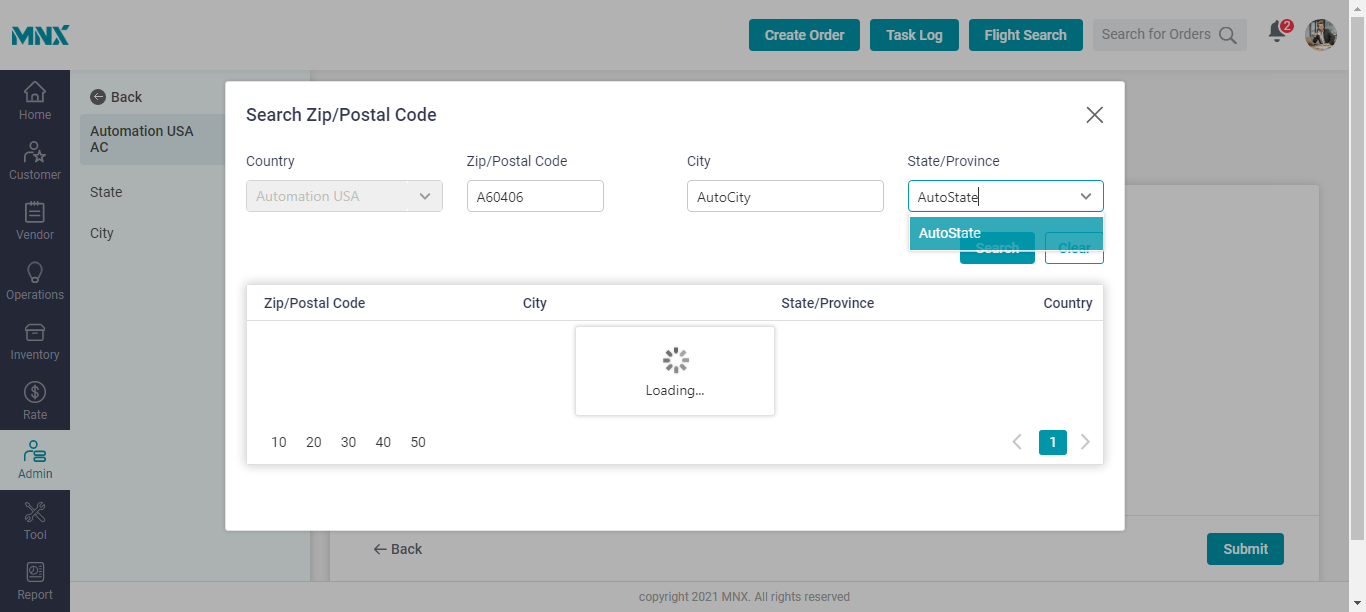 MNX
Create Order
Task Log
Flight Search
Search for Orders
2
Home
Customer
Vendor
Operations
Inventory
Rate
Admin
Tool
Report
Back
Automation USA
AC
State
City
Search Zip/Postal Code
Country
Zip/Postal Code
City
State/Province
Automation USA
A60406
AutoCity
AutoState
AutoState
Search
Clear
Zip/Postal Code City State/Province Country
Loading...
10 20 30 40 50
1
Back
Submit
copyright 2021 MNX. All rights reserved